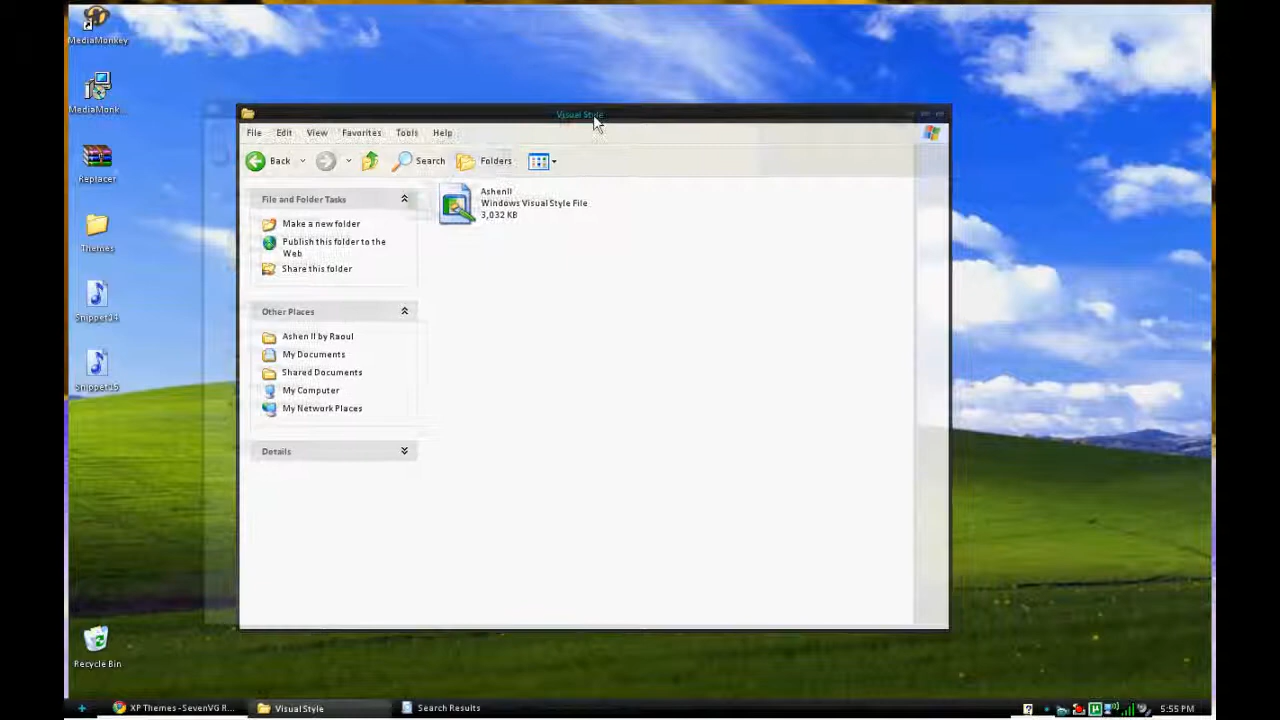 MediaMonkey
MediaMonk...
Replacer
Themes
Snippet14
Snippet15
Recycle Bin
Visual Style
File Edit View Favorites Tools Help
Back Search Folders
File and Folder Tasks
Make a new folder
Publish this folder to the
Web
Share this folder
Other Places
Ashen II by Raoul
My Documents
Shared Documents
My Computer
My Network Places
Details
AshenII
Windows Visual Style File
3,032 KB
XP Themes - SevenVG R... Visual Style Search Results 5:55 PM